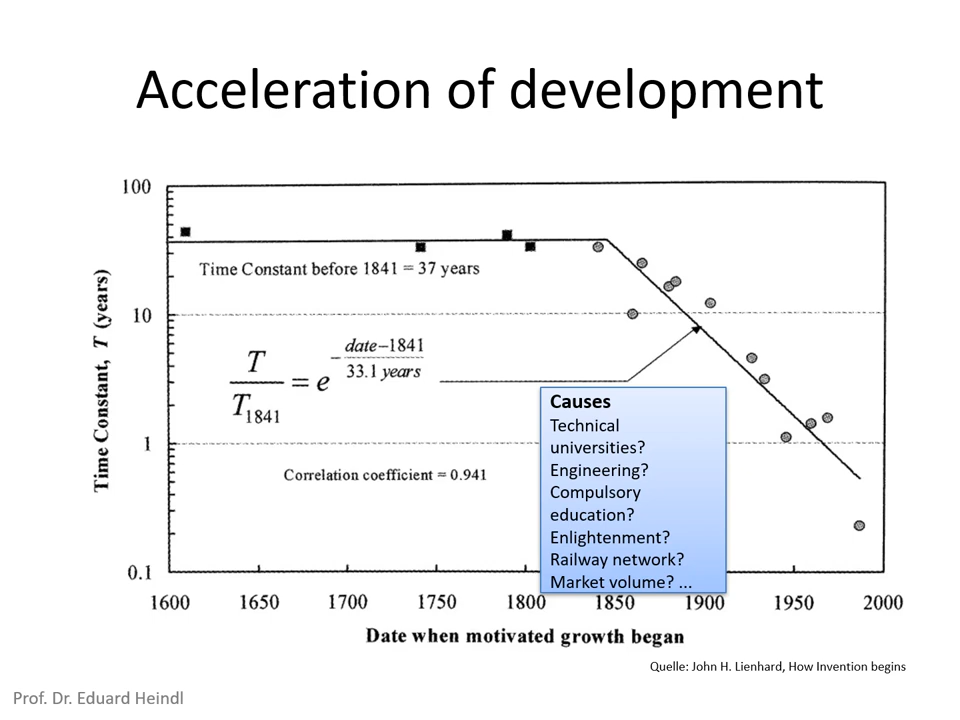 Acceleration of development
100
10
1
0.1
Time Constant, T (years)
Time Constant before 1841 = 37 years
T/T1841 = e^-(date-1841)/(33.1 years)
Correlation coefficient = 0.941
Causes
Technical
universities?
Engineering?
Compulsory
education?
Enlightenment?
Railway network?
Market volume? ...
1600 1650 1700 1750 1800 1850 1900 1950 2000
Date when motivated growth began
Quelle: John H. Lienhard, How Invention begins
Prof. Dr. Eduard Heindl